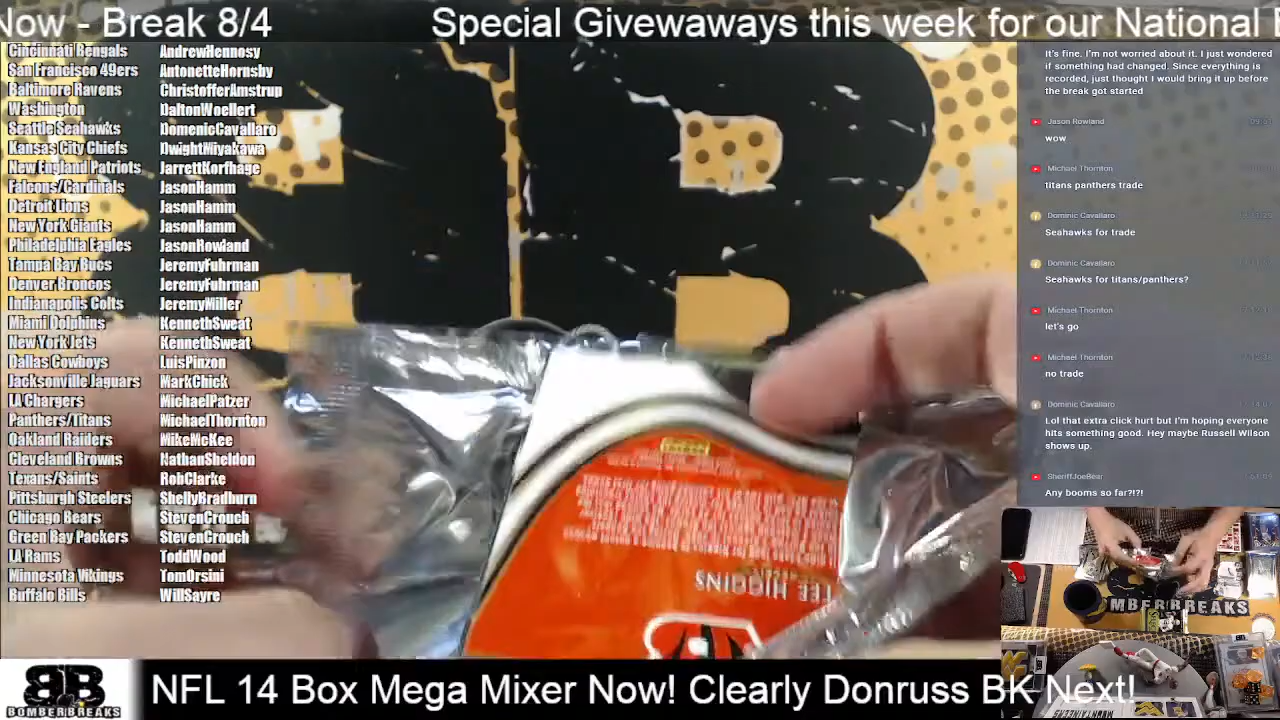 Now - Break 8/4 Special Givewaways this week for our National
Cincinnati Bengals AndrewHennosy
San Francisco 49ers AntonetteHornsby
Baltimore Ravens ChristofferAmstrup
Washington DaltonWoellert
Seattle Seahawks DomenicCavallaro
Kansas City Chiefs DwightMiyakawa
New England Patriots JarrettKorfhage
Falcons/Cardinals JasonHamm
Detroit Lions JasonHamm
New York Giants JasonHamm
Philadelphia Eagles JasonRowland
Tampa Bay Bucs JeremyFuhrman
Denver Broncos JeremyFuhrman
Indianapolis Colts JeremyMiller
Miami Dolphins KennethSweat
New York Jets KennethSweat
Dallas Cowboys LuisPinzon
Jacksonville Jaguars MarkChick
LA Chargers MichaelPatzer
Panthers/Titans MichaelThornton
Oakland Raiders MikeMcKee
Cleveland Browns NathanSheldon
Texans/Saints RobClarke
Pittsburgh Steelers ShellyBradburn
Chicago Bears StevenCrouch
Green Bay Packers StevenCrouch
LA Rams ToddWood
Minnesota Vikings TomOrsini
Buffalo Bills WillSayre
It's fine. I'm not worried about it. I just wondered
if something had changed. Since everything is
recorded, just thought I would bring it up before
the break got started
Jason Rowland
wow
Michael Thornton
titans panthers trade
Dominic Cavallaro
Seahawks for trade
Dominic Cavallaro
Seahawks for titans/panthers?
Michael Thornton
let's go
Michael Thornton
no trade
Dominic Cavallaro
Lol that extra click hurt but I'm hoping everyone
hits something good. Hey maybe Russell Wilson
shows up.
SheriffJoeBear
Any booms so far?!?!
TEE HIGGINS
BOMBERBREAKS
MOUNTAINEERS
BB
BOMBERBREAKS
NFL 14 Box Mega Mixer Now! Clearly Donruss BK Next!